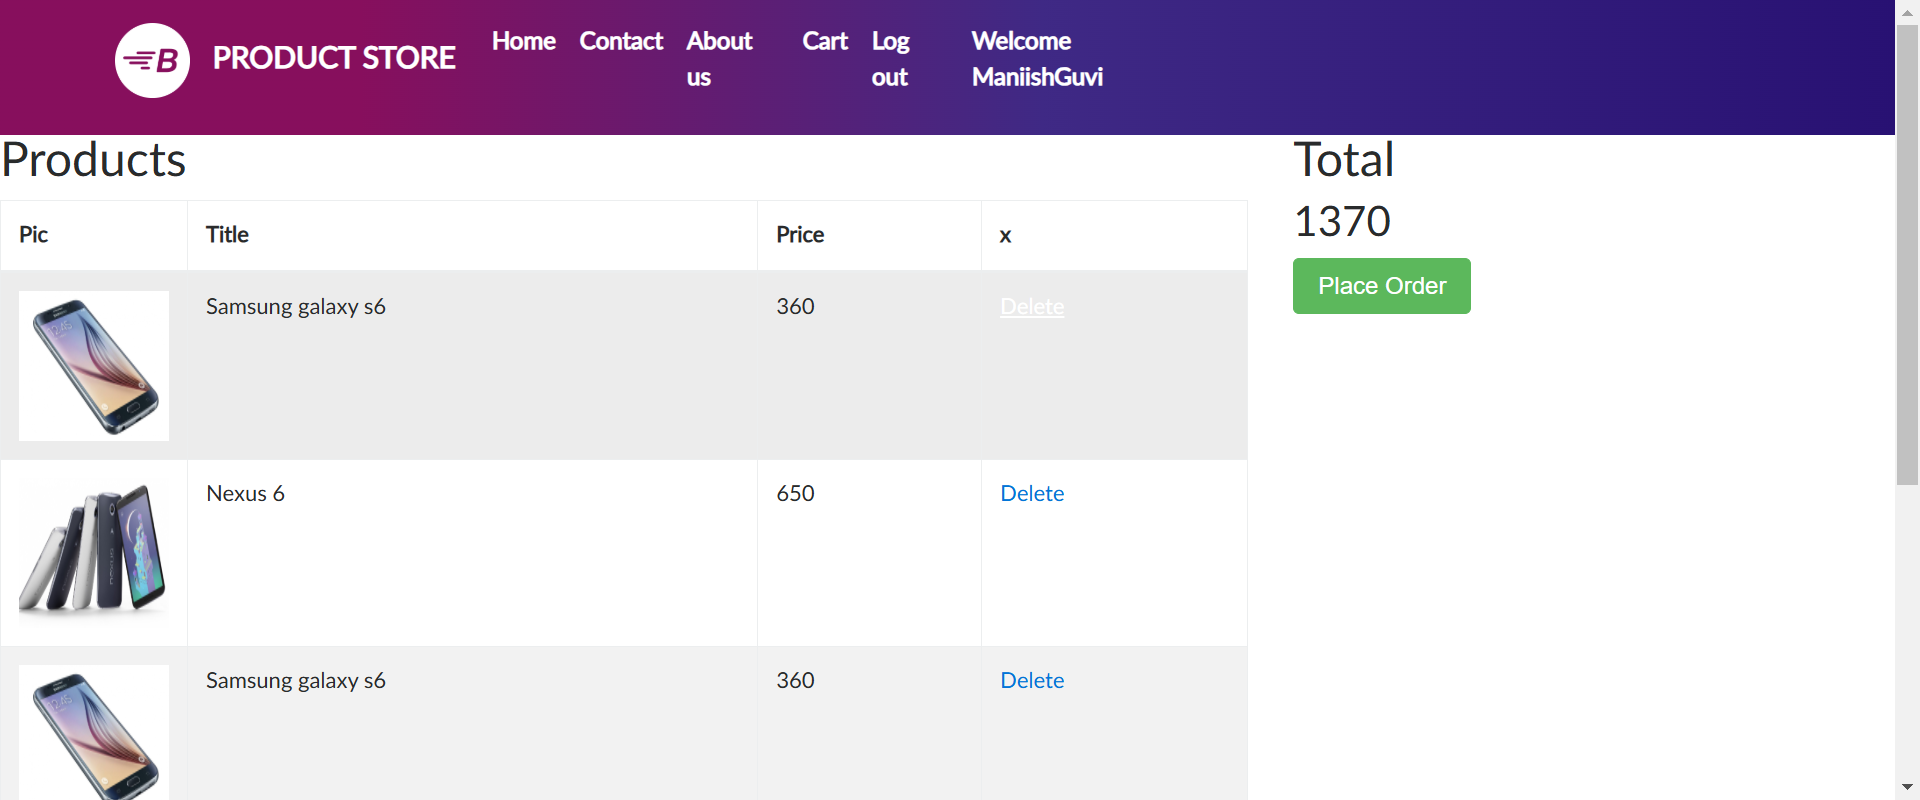 B
PRODUCT STORE
Home
Contact
About
us
Cart
Log
out
Welcome
ManiishGuvi
Products
Pic Title Price x
Samsung galaxy s6 360 Delete
Nexus 6 650 Delete
Samsung galaxy s6 360 Delete
Total
1370
Place Order